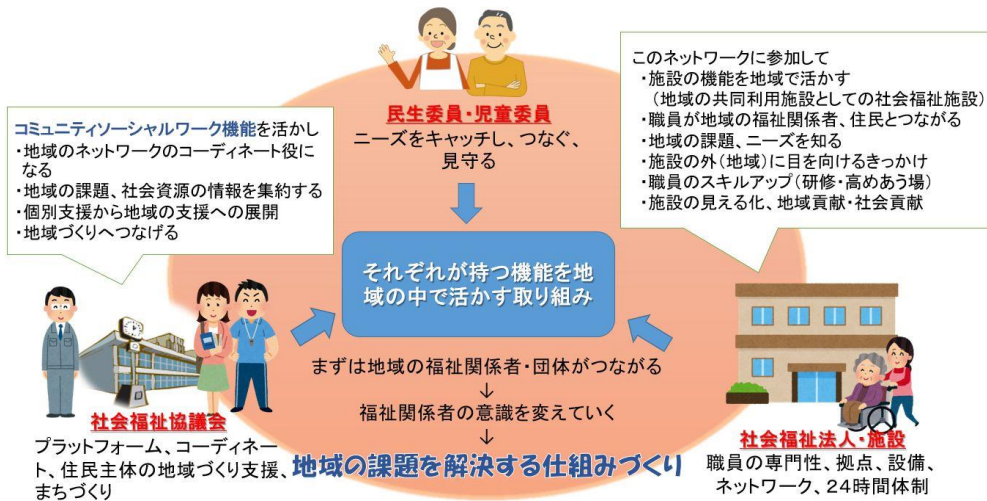 民生委員・児童委員
ニーズをキャッチし、つなぐ、
見守る
コミュニティソーシャルワーク機能を活かし
・地域のネットワークのコーディネート役に
なる
・地域の課題、社会資源の情報を集約する
・個別支援から地域の支援への展開
・地域づくりへつなげる
このネットワークに参加して
・施設の機能を地域で活かす
(地域の共同利用施設としての社会福祉施設)
・職員が地域の福祉関係者、住民とつながる
・地域の課題、ニーズを知る
・施設の外(地域)に目を向けるきっかけ
・職員のスキルアップ(研修・高めあう場)
・施設の見える化、地域貢献・社会貢献
それぞれが持つ機能を地
域の中で活かす取り組み
まずは地域の福祉関係者・団体がつながる
↓
福祉関係者の意識を変えていく
↓
地域の課題を解決する仕組みづくり
社会福祉協議会
プラットフォーム、コーディネー
ト、住民主体の地域づくり支援、
まちづくり
社会福祉法人・施設
職員の専門性、拠点、設備、
ネットワーク、24時間体制